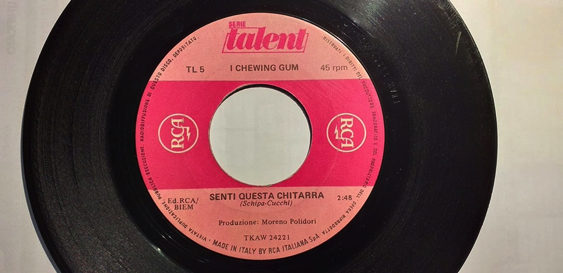 SERIE
talent
TL 5
I CHEWING GUM
45 rpm
RCA
RCA
SENTI QUESTA CHITARRA
(Schipa-Cucchi)
2:48
Ed. RCA/
BIEM
Produzione: Moreno Polidori
TKAW 24221
MADE IN ITALY BY RCA ITALIANA.SpA